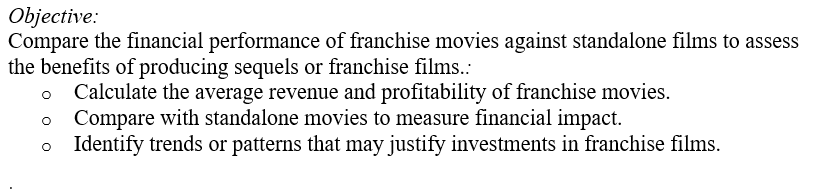 Objective:
Compare the financial performance of franchise movies against standalone films to assess
the benefits of producing sequels or franchise films.:
o Calculate the average revenue and profitability of franchise movies.
o Compare with standalone movies to measure financial impact.
o Identify trends or patterns that may justify investments in franchise films.
.